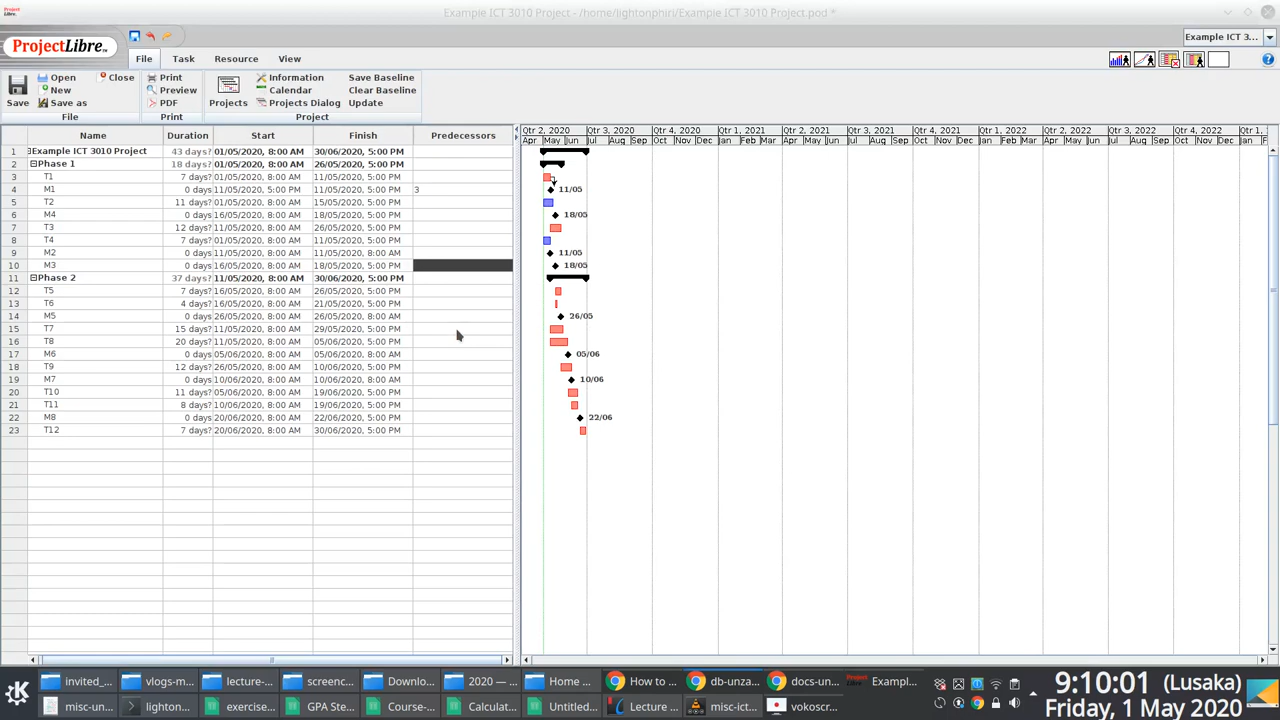 Example ICT 3010 Project - /home/lightonphiri/Example ICT 3010 Project.pod *
ProjectLibre
File Task Resource View
Example ICT 3...
Save
Open
New
Save as
Close
File
Print
Preview
PDF
Print
Projects
Information
Calendar
Projects Dialog
Save Baseline
Clear Baseline
Update
Project
Name Duration Start Finish Predecessors
1 Example ICT 3010 Project 43 days? 01/05/2020, 8:00 AM 30/06/2020, 5:00 PM
2 Phase 1 18 days? 01/05/2020, 8:00 AM 26/05/2020, 5:00 PM
3 T1 7 days? 01/05/2020, 8:00 AM 11/05/2020, 5:00 PM
4 M1 0 days 11/05/2020, 5:00 PM 11/05/2020, 5:00 PM 3
5 T2 11 days? 01/05/2020, 8:00 AM 15/05/2020, 5:00 PM
6 M4 0 days 16/05/2020, 8:00 AM 18/05/2020, 5:00 PM
7 T3 12 days? 16/05/2020, 8:00 AM 26/05/2020, 5:00 PM
8 T4 7 days? 01/05/2020, 8:00 AM 11/05/2020, 5:00 PM
9 M2 0 days 11/05/2020, 8:00 AM 11/05/2020, 8:00 AM
10 M3 0 days 16/05/2020, 8:00 AM 18/05/2020, 5:00 PM
11 Phase 2 37 days? 11/05/2020, 8:00 AM 30/06/2020, 5:00 PM
12 T5 7 days? 16/05/2020, 8:00 AM 26/05/2020, 5:00 PM
13 T6 4 days? 16/05/2020, 8:00 AM 21/05/2020, 5:00 PM
14 M5 0 days 26/05/2020, 8:00 AM 26/05/2020, 5:00 PM
15 T7 15 days? 11/05/2020, 8:00 AM 29/05/2020, 5:00 PM
16 T8 20 days? 11/05/2020, 8:00 AM 05/06/2020, 5:00 PM
17 M6 0 days 05/06/2020, 8:00 AM 05/06/2020, 8:00 AM
18 T9 12 days? 26/05/2020, 8:00 AM 10/06/2020, 5:00 PM
19 M7 0 days 10/06/2020, 8:00 AM 10/06/2020, 5:00 PM
20 T10 11 days? 05/06/2020, 8:00 AM 19/06/2020, 5:00 PM
21 T11 8 days? 10/06/2020, 8:00 AM 19/06/2020, 5:00 PM
22 M8 0 days 20/06/2020, 8:00 AM 22/06/2020, 5:00 PM
23 T12 7 days? 20/06/2020, 8:00 AM 30/06/2020, 5:00 PM
Qtr 2, 2020 Qtr 3, 2020 Qtr 4, 2020 Qtr 1, 2021 Qtr 2, 2021 Qtr 3, 2021 Qtr 4, 2021 Qtr 1, 2022 Qtr 2, 2022 Qtr 3, 2022 Qtr 4, 2022 Qtr 1,
Apr May Jun Jul Aug Sep Oct Nov Dec Jan Feb Mar Apr May Jun Jul Aug Sep Oct Nov Dec Jan Feb Mar Apr May Jun Jul Aug Sep Oct Nov Dec Jan F
11/05
18/05
11/05
18/05
26/05
05/06
10/06
22/06
invited_... vlogs-m... lecture-... screenc... Downlo... 2020 —... Home ... How to ... db-unza... docs-un... Exampl...
misc-un... lighton... exercise... GPA Ste... Course-... Calculat... Untitled... Lecture ... misc-ict... vokoscr...
9:10:01 (Lusaka)
Friday, 1 May 2020